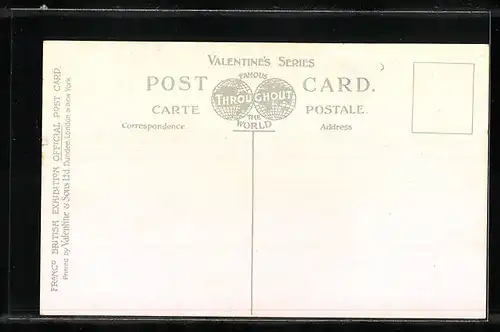 VALENTINE'S SERIES
POST CARD.
FAMOUS
THROUGHOUT
THE
WORLD
CARTE POSTALE.
Correspondence Address
FRANCO BRITISH EXHIBITION OFFICIAL POST CARD.
Printed by Valentine & Sons Ltd. Dundee, London & New York.